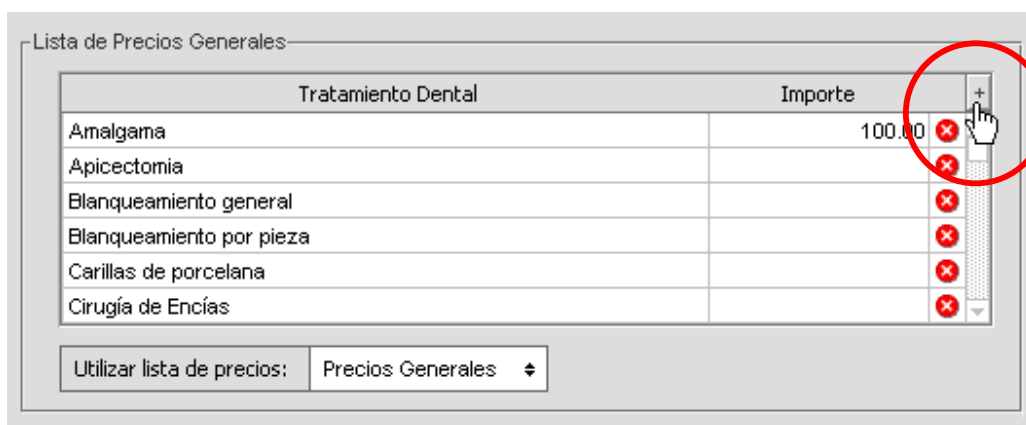 Lista de Precios Generales
Tratamiento Dental Importe +
Amalgama 100.00
Apicectomia
Blanqueamiento general
Blanqueamiento por pieza
Carillas de porcelana
Cirugía de Encías
Utilizar lista de precios: Precios Generales